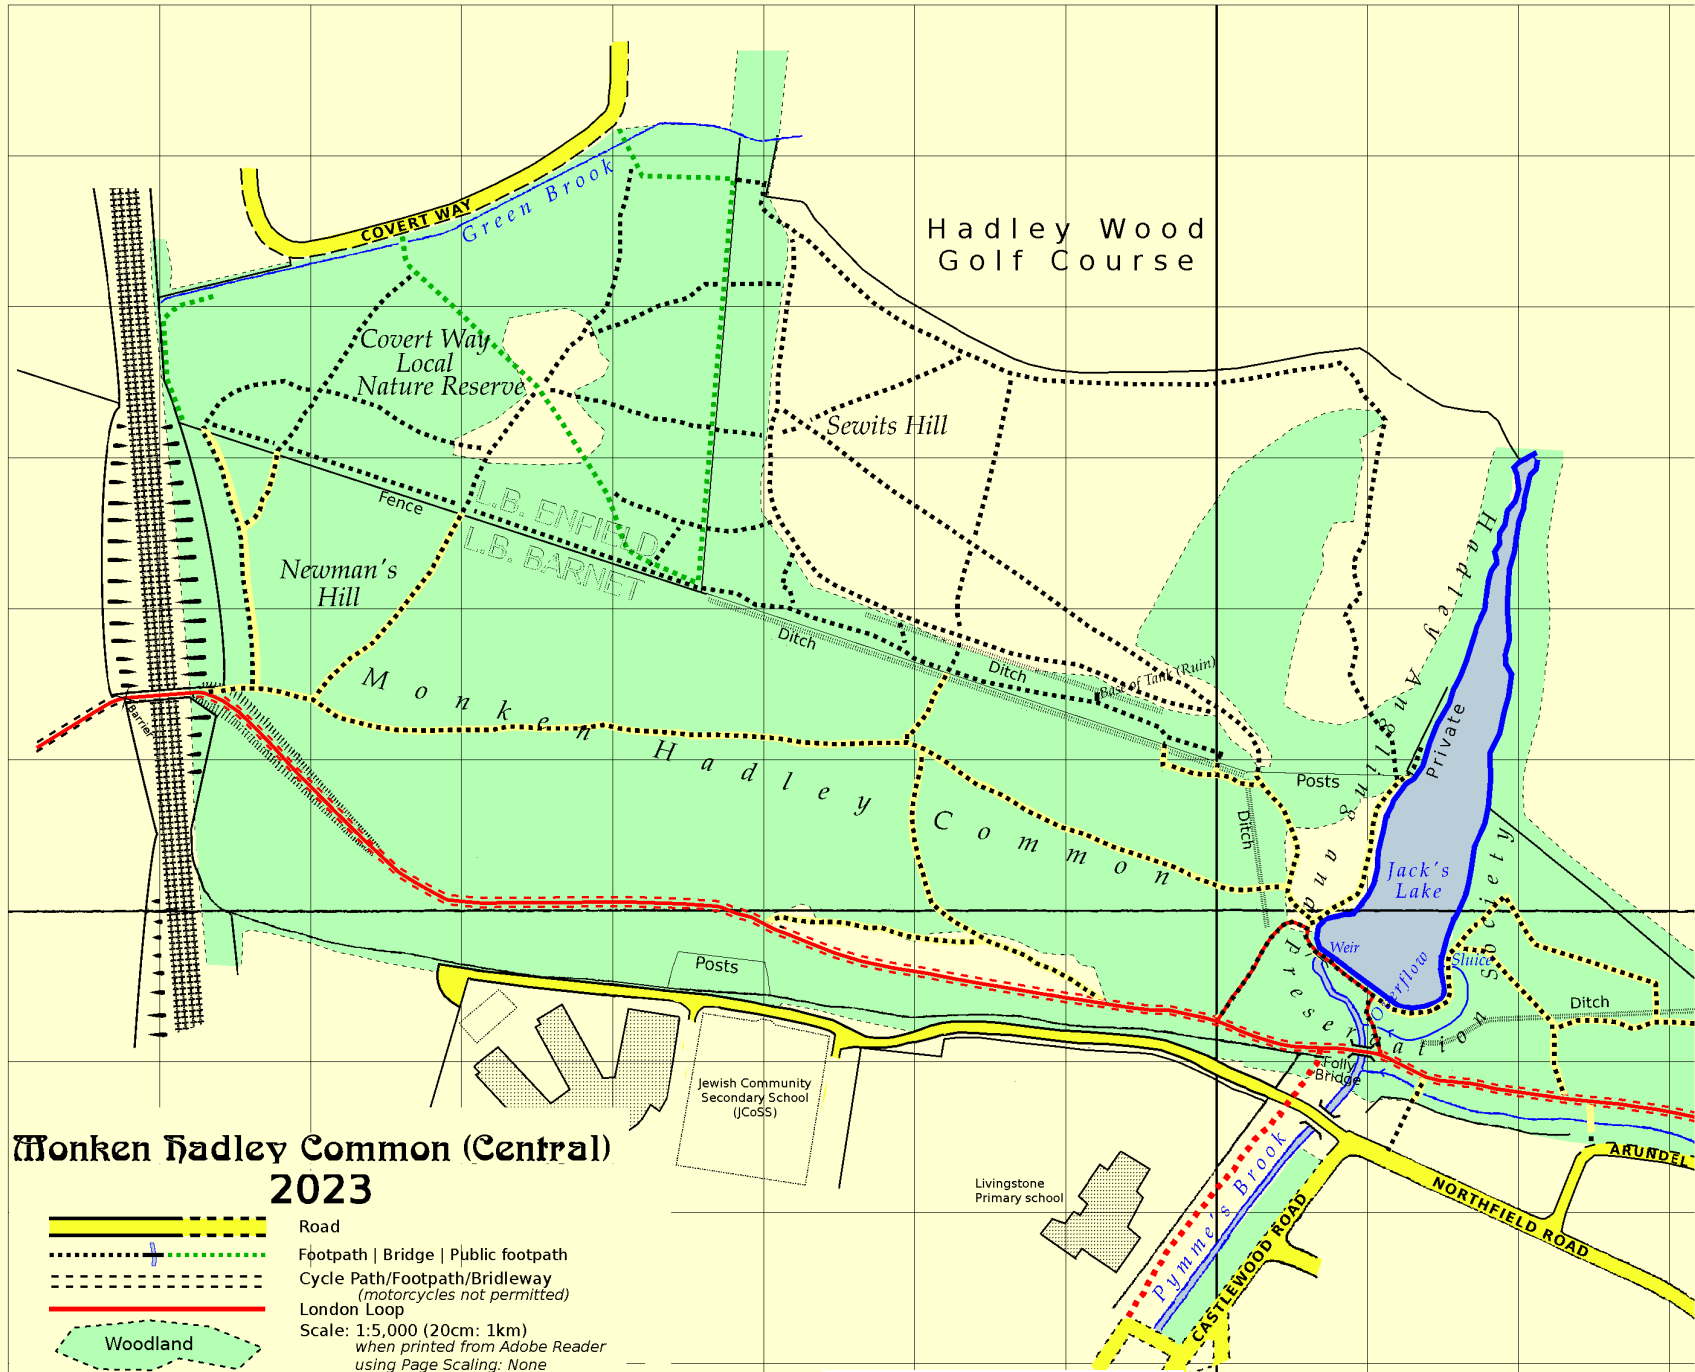 COVERT WAY
Green Brook
Hadley Wood
Golf Course
Covert Way
Local
Nature Reserve
Sewits Hill
Fence
L.B. ENFIELD
L.B. BARNET
Newman's
Hill
Ditch
Ditch
Base of Tank (Ruin)
Monken Hadley Common
Barrier
Posts
Ditch
Hadley Angling and Preservation Society
Private
Jack's
Lake
Weir
Overflow
Sluice
Ditch
Posts
Folly
Bridge
Jewish Community
Secondary School
(JCoSS)
Livingstone
Primary school
Pymme's Brook
CASTLEWOOD ROAD
NORTHFIELD ROAD
ARUNDEL
Monken Hadley Common (Central)
2023
Road
Footpath | Bridge | Public footpath
Cycle Path/Footpath/Bridleway
(motorcycles not permitted)
London Loop
Woodland
Scale: 1:5,000 (20cm: 1km)
when printed from Adobe Reader
using Page Scaling: None